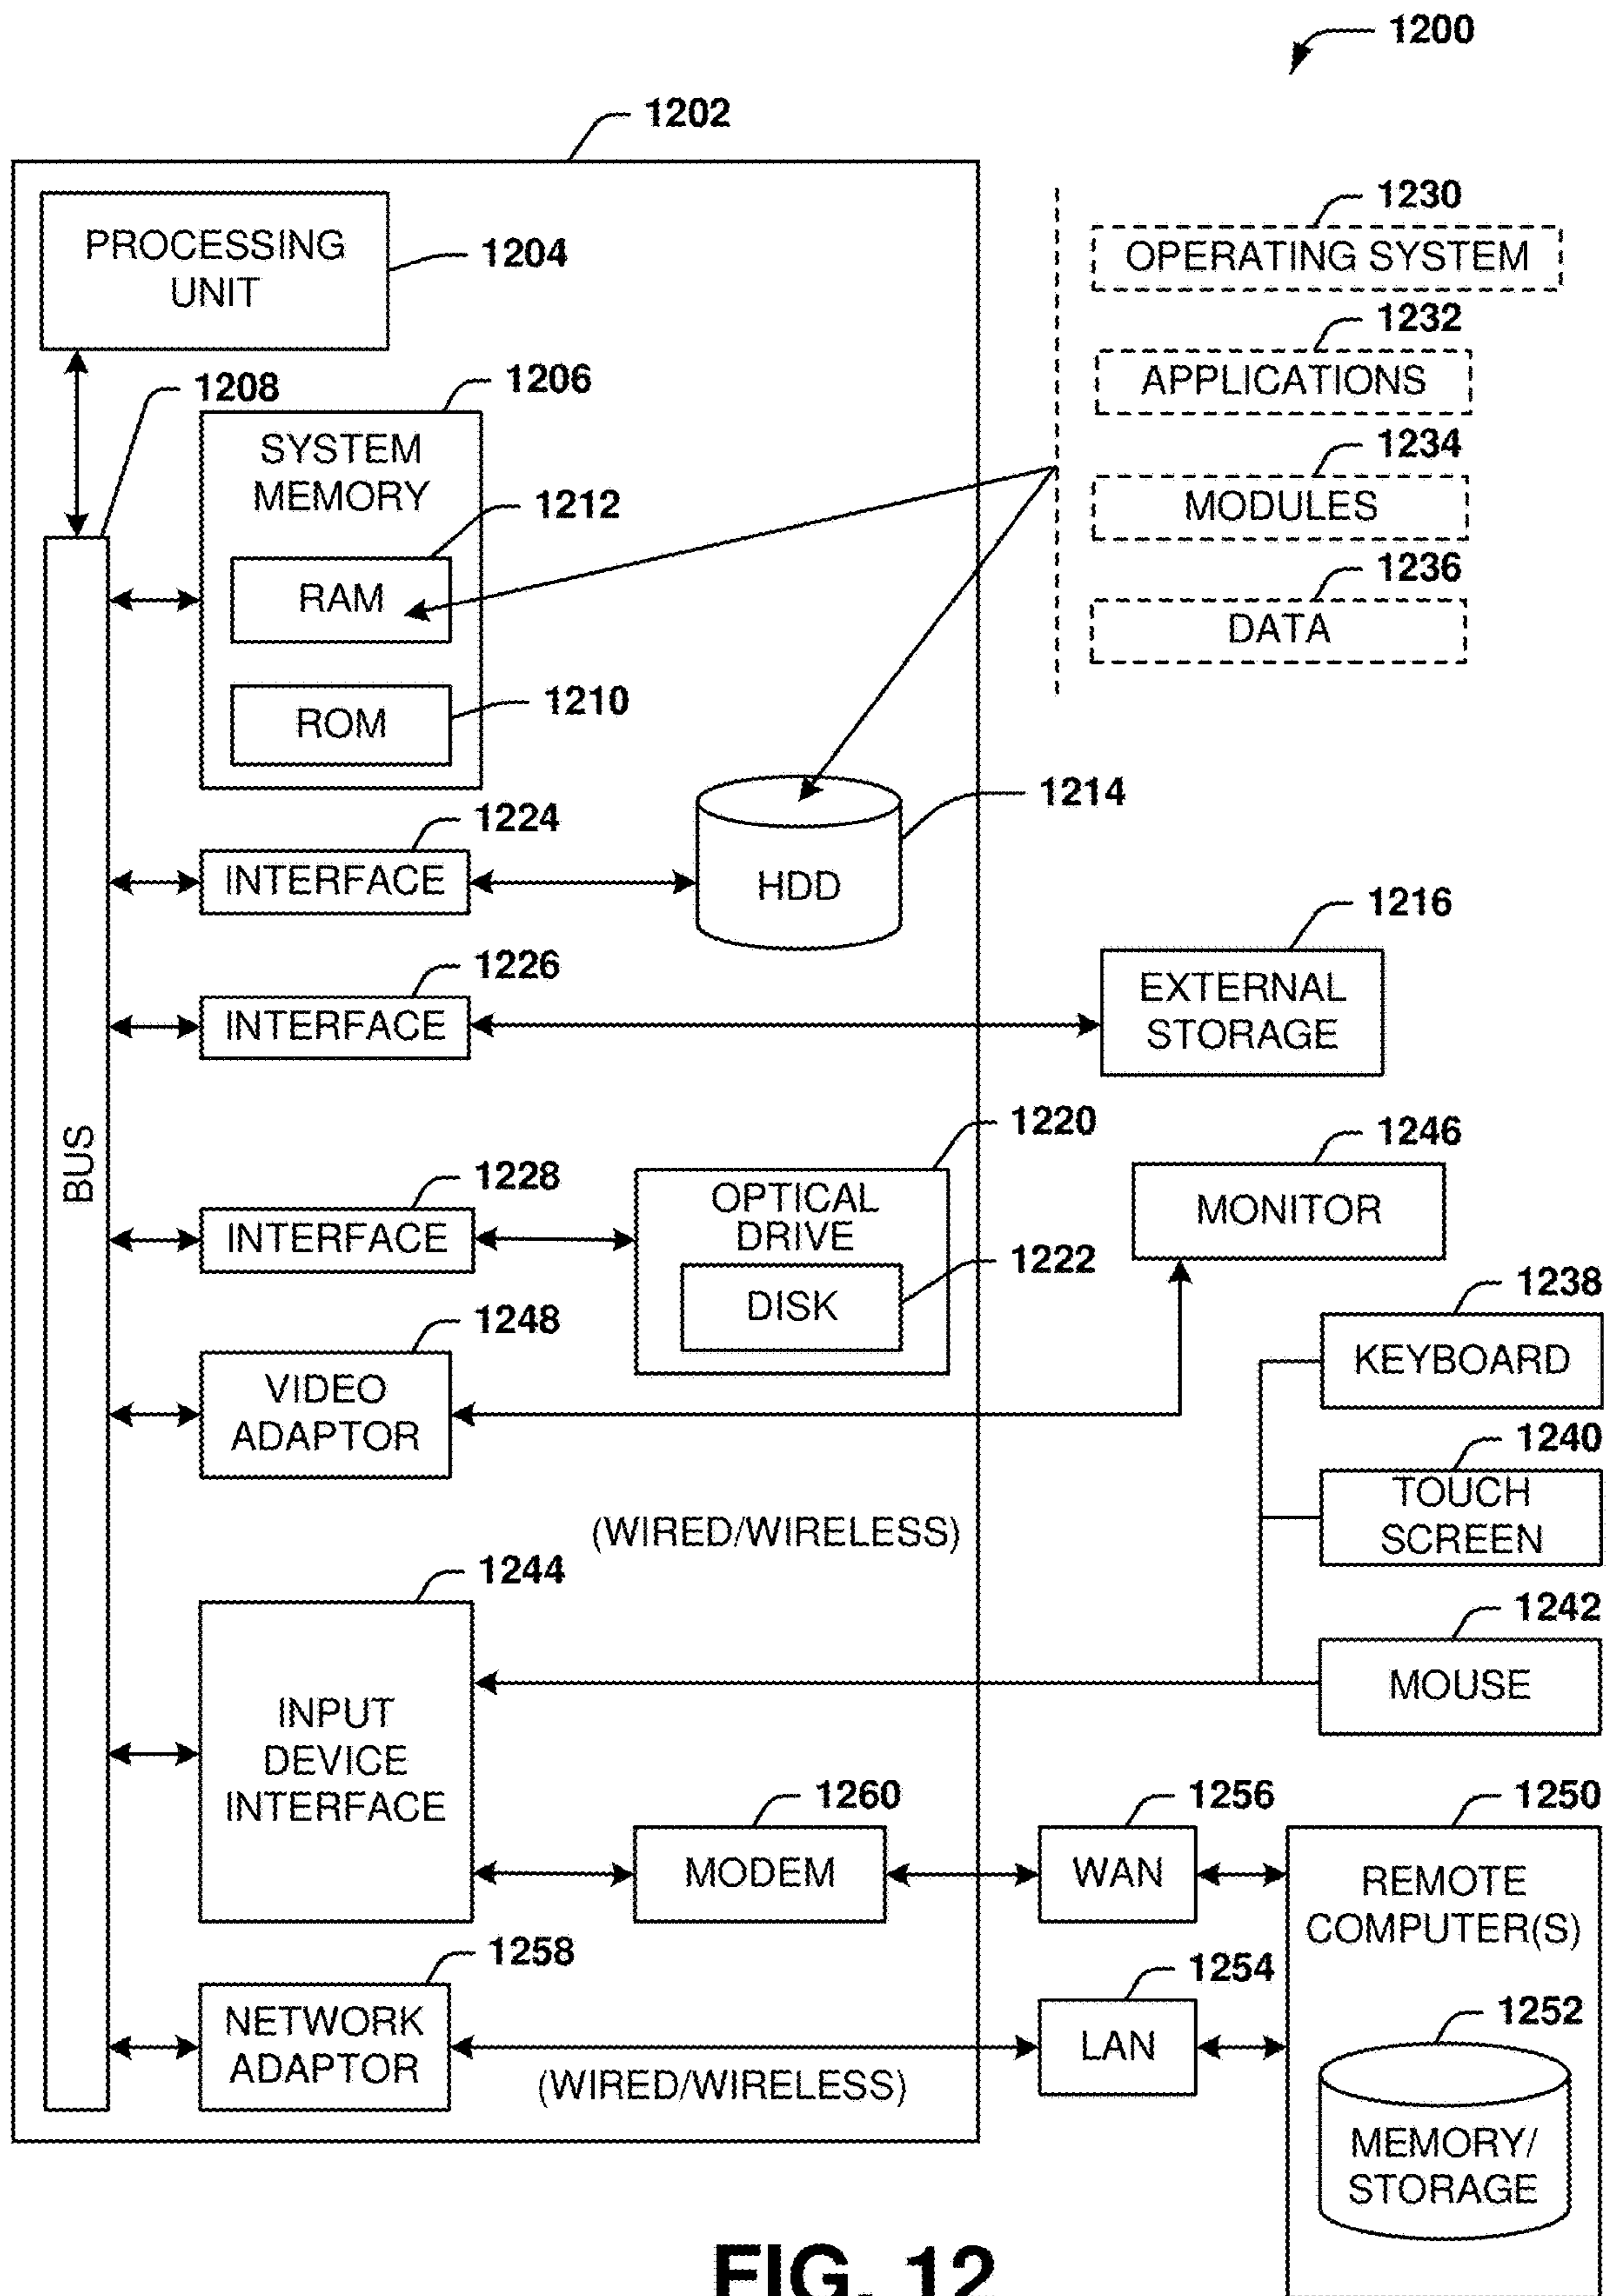 1200
1202
PROCESSING
UNIT
1204
1230
OPERATING SYSTEM
1232
APPLICATIONS
1234
MODULES
1236
DATA
1208
1206
SYSTEM
MEMORY
1212
RAM
1210
ROM
1224
INTERFACE
1214
HDD
1226
INTERFACE
1216
EXTERNAL
STORAGE
BUS
1228
INTERFACE
1220
OPTICAL
DRIVE
1222
DISK
1246
MONITOR
1248
VIDEO
ADAPTOR
1238
KEYBOARD
1240
TOUCH
SCREEN
(WIRED/WIRELESS)
1244
INPUT
DEVICE
INTERFACE
1242
MOUSE
1260
MODEM
1256
WAN
1250
REMOTE
COMPUTER(S)
1258
NETWORK
ADAPTOR
(WIRED/WIRELESS)
1254
LAN
1252
MEMORY/
STORAGE
FIG. 12